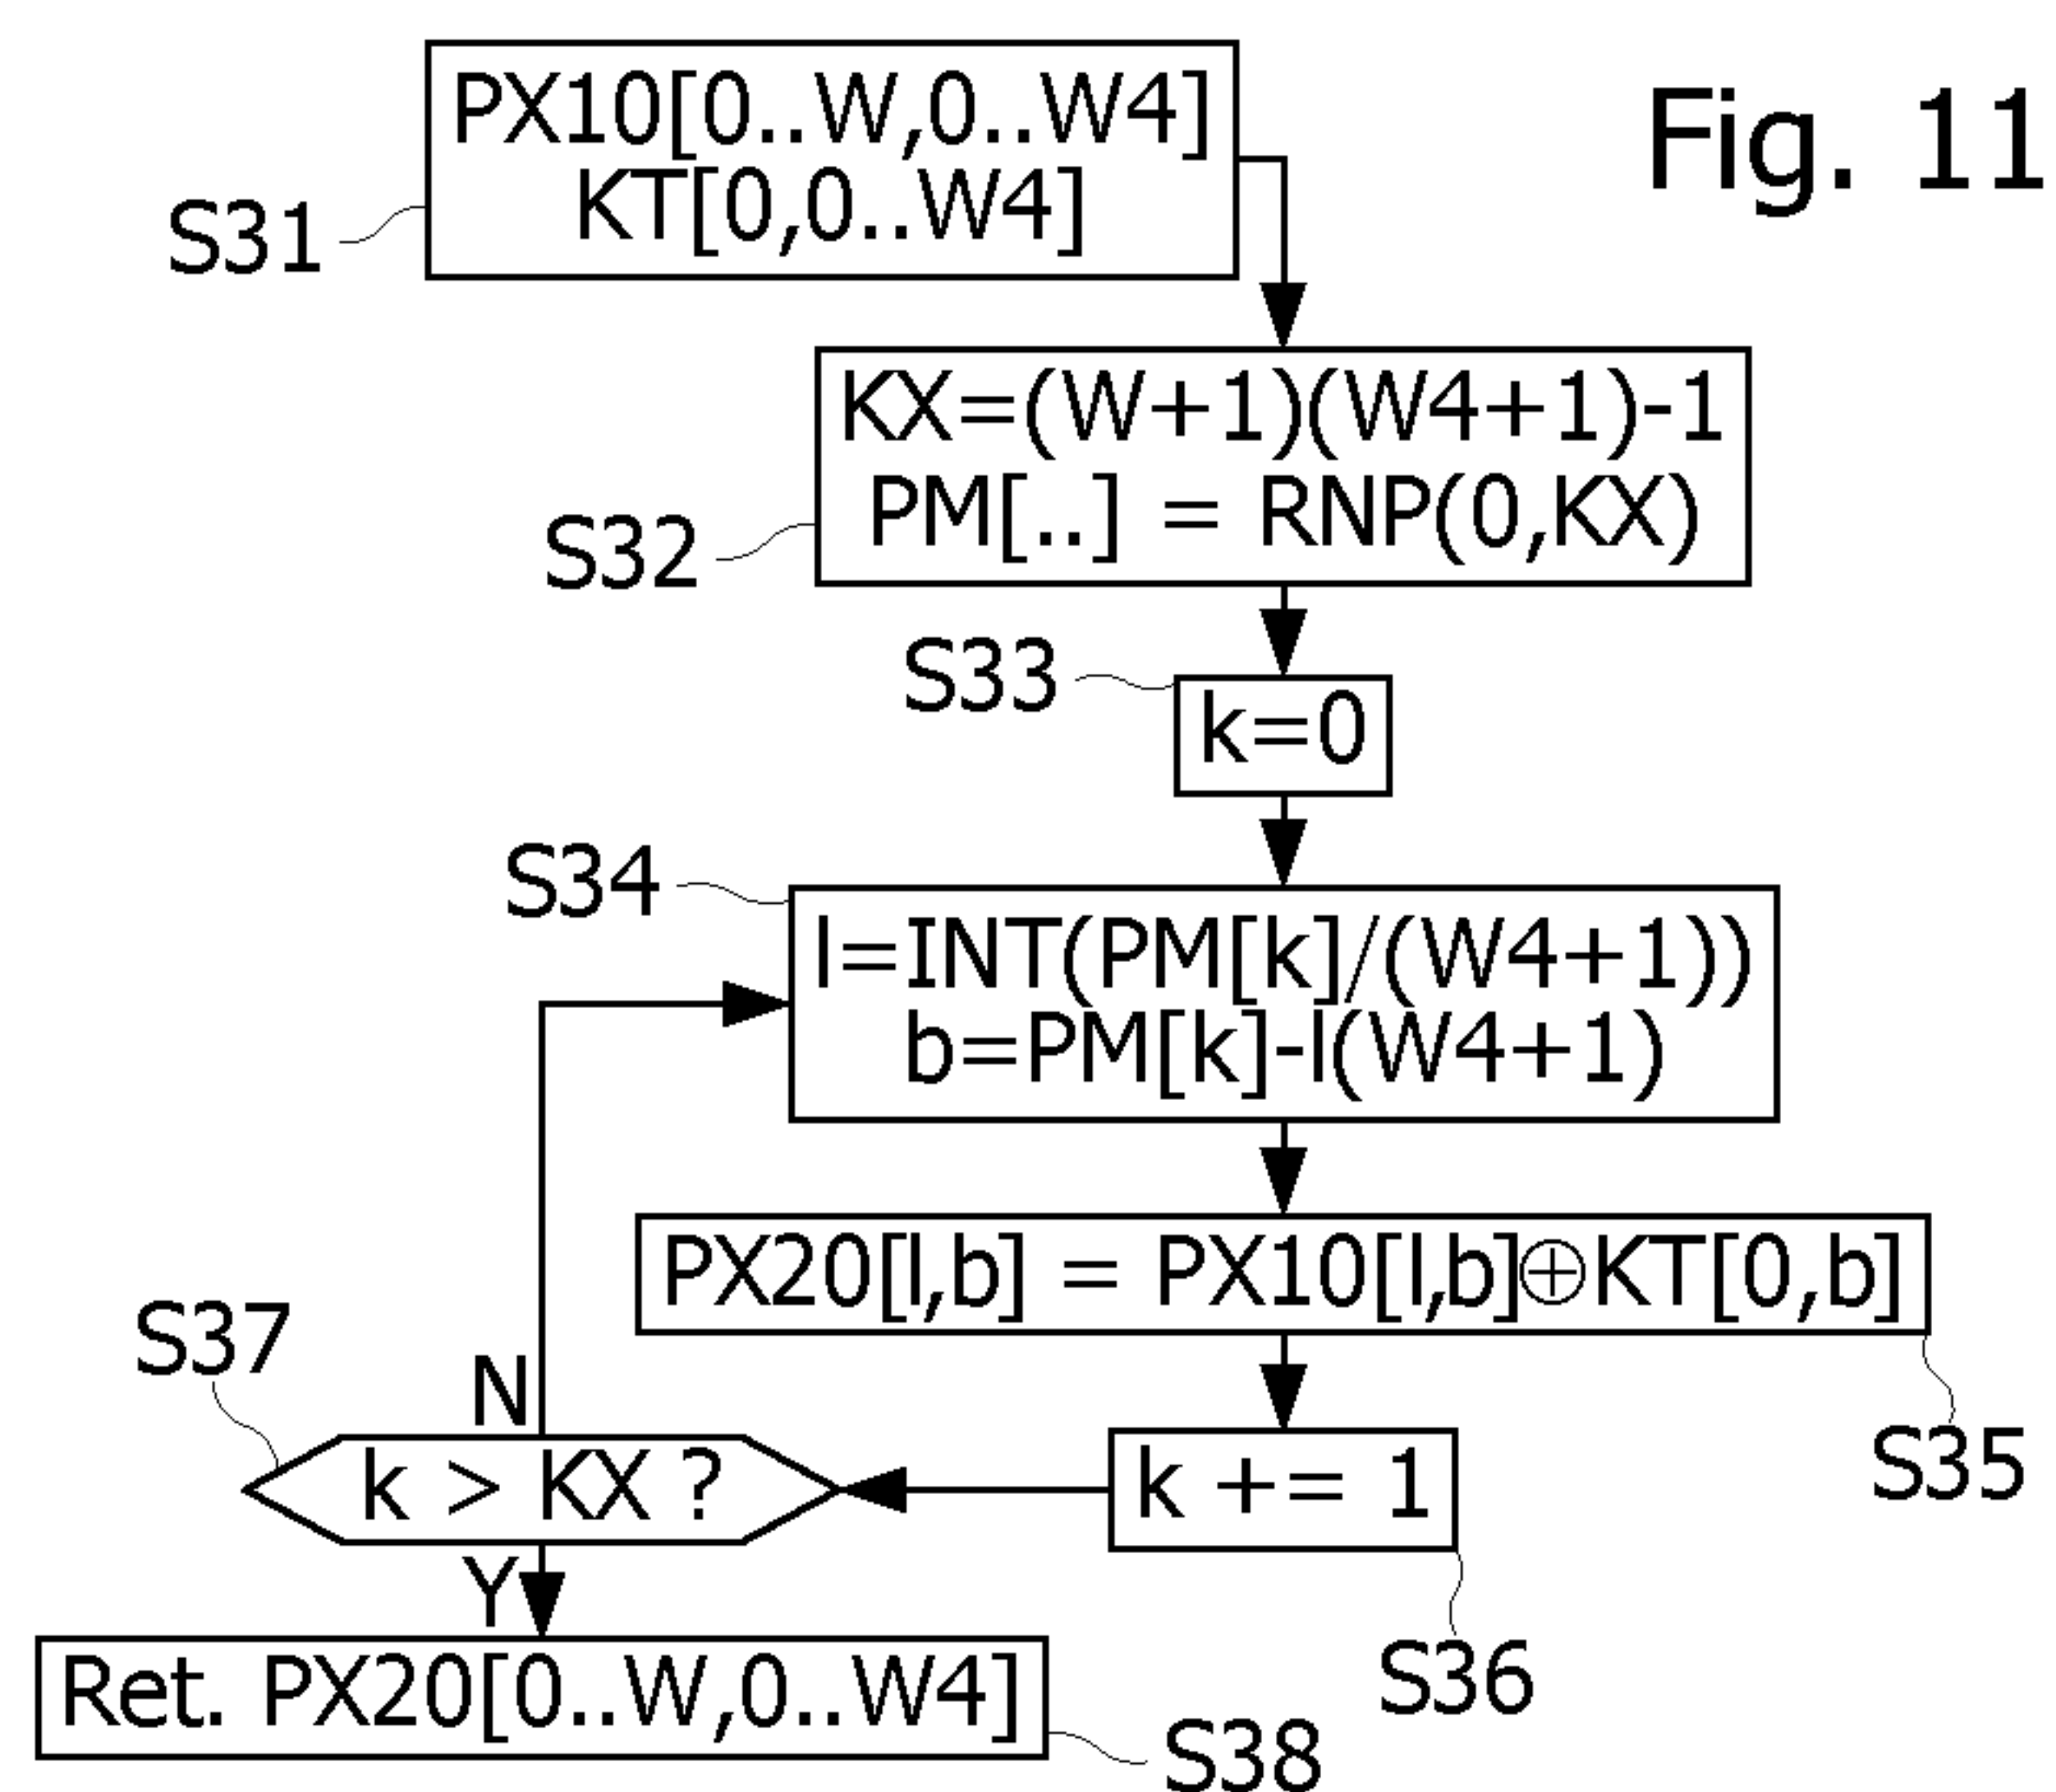 Fig. 11
PX10[0..W,0..W4]
KT[0,0..W4]
S31
KX=(W+1)(W4+1)-1
PM[..] = RNP(0,KX)
S32
S33
k=0
S34
l=INT(PM[k]/(W4+1))
b=PM[k]-l(W4+1)
PX20[l,b] = PX10[l,b]⊕KT[0,b]
S35
S37
N
k > KX ?
k += 1
S36
Y
Ret. PX20[0..W,0..W4]
S38